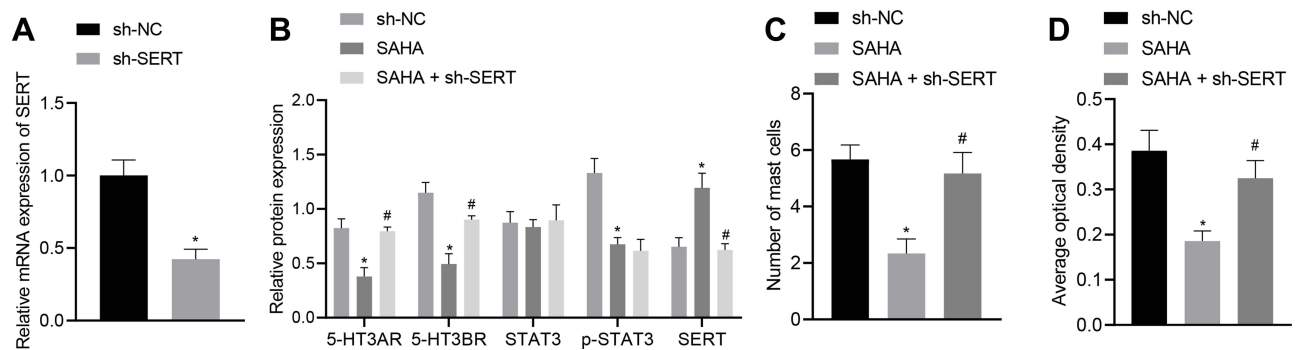 A
sh-NC
sh-SERT
Relative mRNA expression of SERT
1.5
1.0
0.5
0.0
*
B
sh-NC
SAHA
SAHA + sh-SERT
Relative protein expression
2.0
1.5
1.0
0.5
0.0
*
#
*
#
*
*
#
5-HT3AR 5-HT3BR STAT3 p-STAT3 SERT
C
sh-NC
SAHA
SAHA + sh-SERT
Number of mast cells
8
6
4
2
0
*
#
D
sh-NC
SAHA
SAHA + sh-SERT
Average optical density
0.5
0.4
0.3
0.2
0.1
0.0
*
#